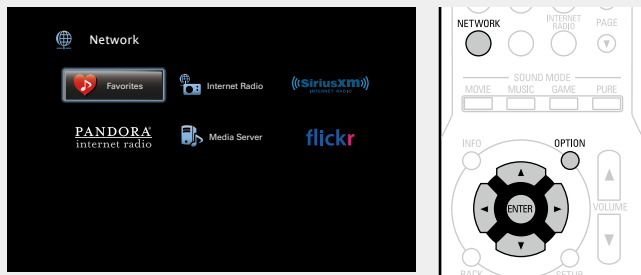 Network
Favorites
Internet Radio
((SiriusXM))
INTERNET RADIO
PANDORA
internet radio
Media Server
flickr
NETWORK
INTERNET
RADIO
PAGE
SOUND MODE
MOVIE MUSIC GAME PURE
INFO
OPTION
ENTER
VOLUME
BACK
SETUP